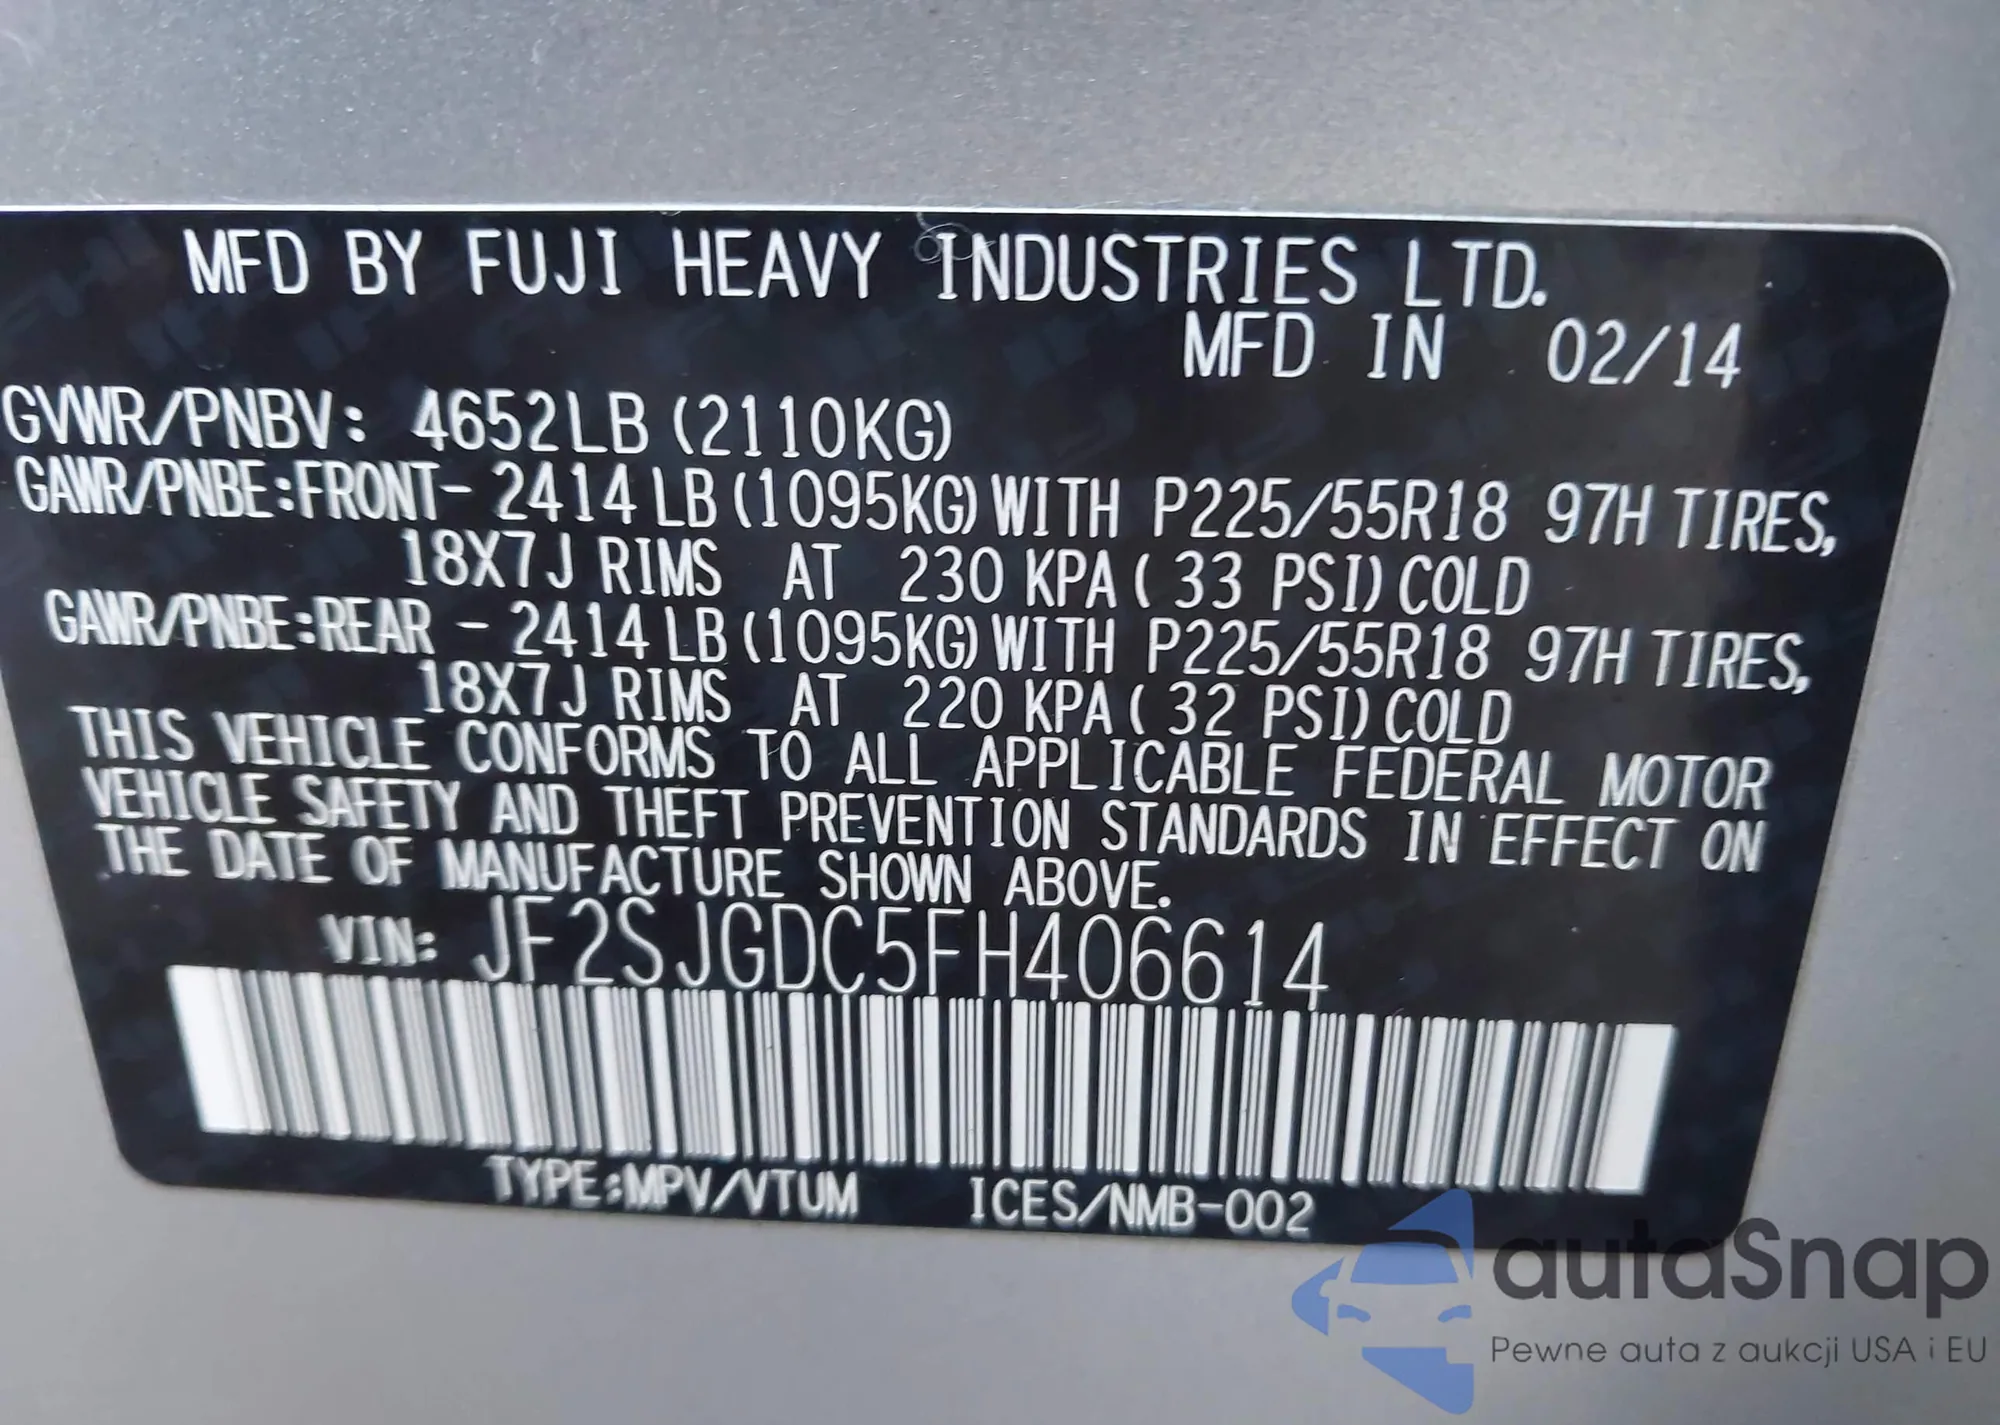 MFD BY FUJI HEAVY INDUSTRIES LTD.
MFD IN 02/14
GVWR/PNBV: 4652LB (2110KG)
GAWR/PNBE:FRONT- 2414 LB (1095KG) WITH P225/55R18 97H TIRES,
18X7J RIMS AT 230 KPA ( 33 PSI) COLD
GAWR/PNBE:REAR - 2414 LB (1095KG) WITH P225/55R18 97H TIRES,
18X7J RIMS AT 220 KPA ( 32 PSI) COLD
THIS VEHICLE CONFORMS TO ALL APPLICABLE FEDERAL MOTOR
VEHICLE SAFETY AND THEFT PREVENTION STANDARDS IN EFFECT ON
THE DATE OF MANUFACTURE SHOWN ABOVE.
VIN: JF2SJGDC5FH406614
TYPE:MPV/VTUM ICES/NMB-002
autaSnap
Pewne auta z aukcji USA i EU